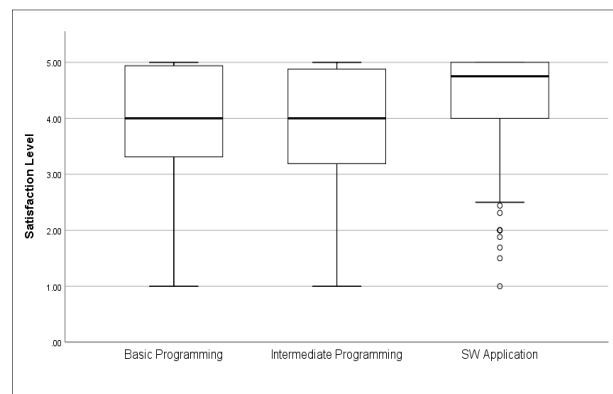 Satisfaction Level
5.00
4.00
3.00
2.00
1.00
.00
Basic Programming
Intermediate Programming
SW Application